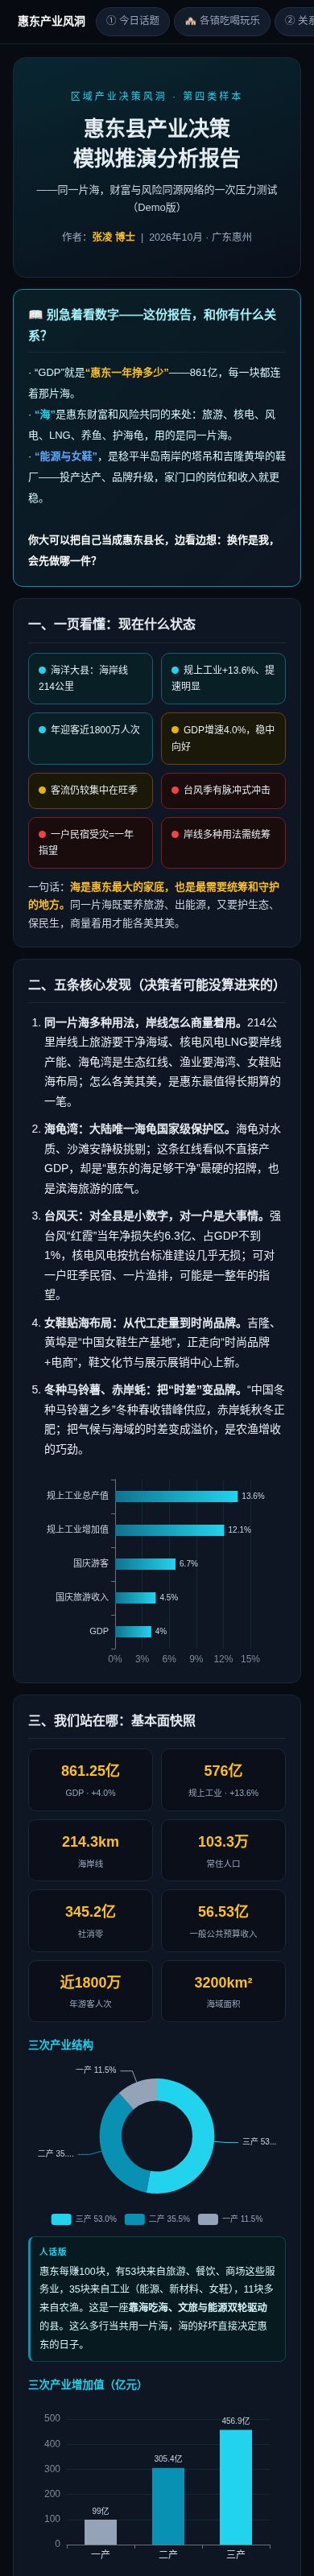 惠东产业风洞
① 今日话题
各镇吃喝玩乐
② 关系
区域产业决策风洞 · 第四类样本
惠东县产业决策
模拟推演分析报告
——同一片海，财富与风险同源网络的一次压力测试
（Demo版）
作者：张凌 博士 | 2026年10月 · 广东惠州
📖 别急着看数字——这份报告，和你有什么关
系？
· “GDP”就是“惠东一年挣多少”——861亿，每一块都连
着那片海。
· “海”是惠东财富和风险共同的来处：旅游、核电、风
电、LNG、养鱼、护海龟，用的是同一片海。
· “能源与女鞋”，是稔平半岛南岸的塔吊和吉隆黄埠的鞋
厂——投产达产、品牌升级，家门口的岗位和收入就更
稳。
你大可以把自己当成惠东县长，边看边想：换作是我，
会先做哪一件？
一、一页看懂：现在什么状态
海洋大县：海岸线
214公里
规上工业+13.6%、提
速明显
年迎客近1800万人次
GDP增速4.0%，稳中
向好
客流仍较集中在旺季
台风季有脉冲式冲击
一户民宿受灾=一年
指望
岸线多种用法需统筹
一句话：海是惠东最大的家底，也是最需要统筹和守护
的地方。同一片海既要养旅游、出能源，又要护生态、
保民生，商量着用才能各美其美。
二、五条核心发现（决策者可能没算进来的）
1. 同一片海多种用法，岸线怎么商量着用。214公
里岸线上旅游要干净海域、核电风电LNG要岸线
产能、海龟湾是生态红线、渔业要海湾、女鞋贴
海布局；怎么各美其美，是惠东最值得长期算的
一笔。
2. 海龟湾：大陆唯一海龟国家级保护区。海龟对水
质、沙滩安静极挑剔；这条红线看似不直接产
GDP，却是“惠东的海足够干净”最硬的招牌，也
是滨海旅游的底气。
3. 台风天：对全县是小数字，对一户是大事情。强
台风“红霞”当年净损失约6.3亿、占GDP不到
1%，核电风电按抗台标准建设几乎无损；可对
一户旺季民宿、一片渔排，可能是一整年的指
望。
4. 女鞋贴海布局：从代工走量到时尚品牌。吉隆、
黄埠是“中国女鞋生产基地”，正走向“时尚品牌
+电商”，鞋文化节与展示展销中心上新。
5. 冬种马铃薯、赤岸蚝：把“时差”变品牌。“中国冬
种马铃薯之乡”冬种春收错峰供应，赤岸蚝秋冬正
肥；把气候与海域的时差变成溢价，是农渔增收
的巧劲。
规上工业总产值 13.6%
规上工业增加值 12.1%
国庆游客 6.7%
国庆旅游收入 4.5%
GDP 4%
0% 3% 6% 9% 12% 15%
三、我们站在哪：基本面快照
861.25亿
GDP · +4.0%
576亿
规上工业 · +13.6%
214.3km
海岸线
103.3万
常住人口
345.2亿
社消零
56.53亿
一般公共预算收入
近1800万
年游客人次
3200km²
海域面积
三次产业结构
一产 11.5%
三产 53...
二产 35....
三产 53.0% 二产 35.5% 一产 11.5%
人话版
惠东每赚100块，有53块来自旅游、餐饮、商场这些服
务业，35块来自工业（能源、新材料、女鞋），11块多
来自农渔。这是一座靠海吃海、文旅与能源双轮驱动
的县。这么多行当共用一片海，海的好坏直接决定惠
东的日子。
三次产业增加值（亿元）
500
400
300
200
100
0
99亿
305.4亿
456.9亿
一产 二产 三产